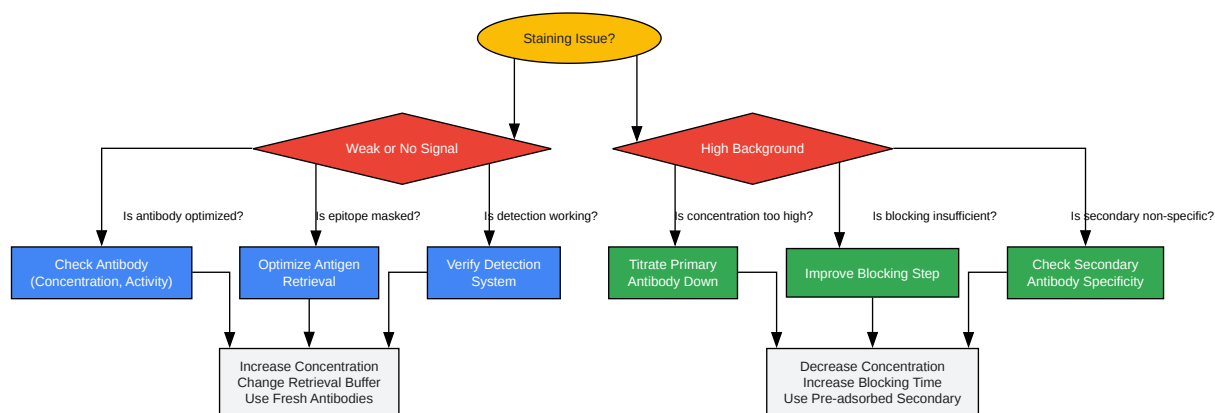 Staining Issue?
Weak or No Signal
High Background
Is antibody optimized?
Is epitope masked?
Is detection working?
Is concentration too high?
Is blocking insufficient?
Is secondary non-specific?
Check Antibody
(Concentration, Activity)
Optimize Antigen
Retrieval
Verify Detection
System
Titrate Primary
Antibody Down
Improve Blocking Step
Check Secondary
Antibody Specificity
Increase Concentration
Change Retrieval Buffer
Use Fresh Antibodies
Decrease Concentration
Increase Blocking Time
Use Pre-adsorbed Secondary